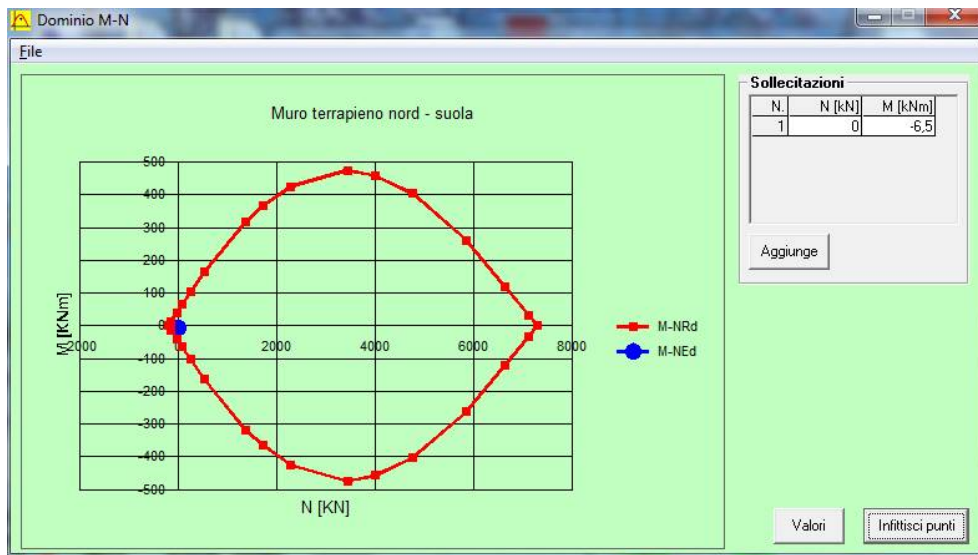 Dominio M-N
File
Muro terrapieno nord - suola
500
400
300
200
100
0
-100
-200
-300
-400
-500
M [KNm]
-2000 0 2000 4000 6000 8000
N [KN]
M-NRd
M-NEd
Sollecitazioni
N. N [kN] M [kNm]
1 0 -6,5
Aggiunge
Valori Infittisci punti